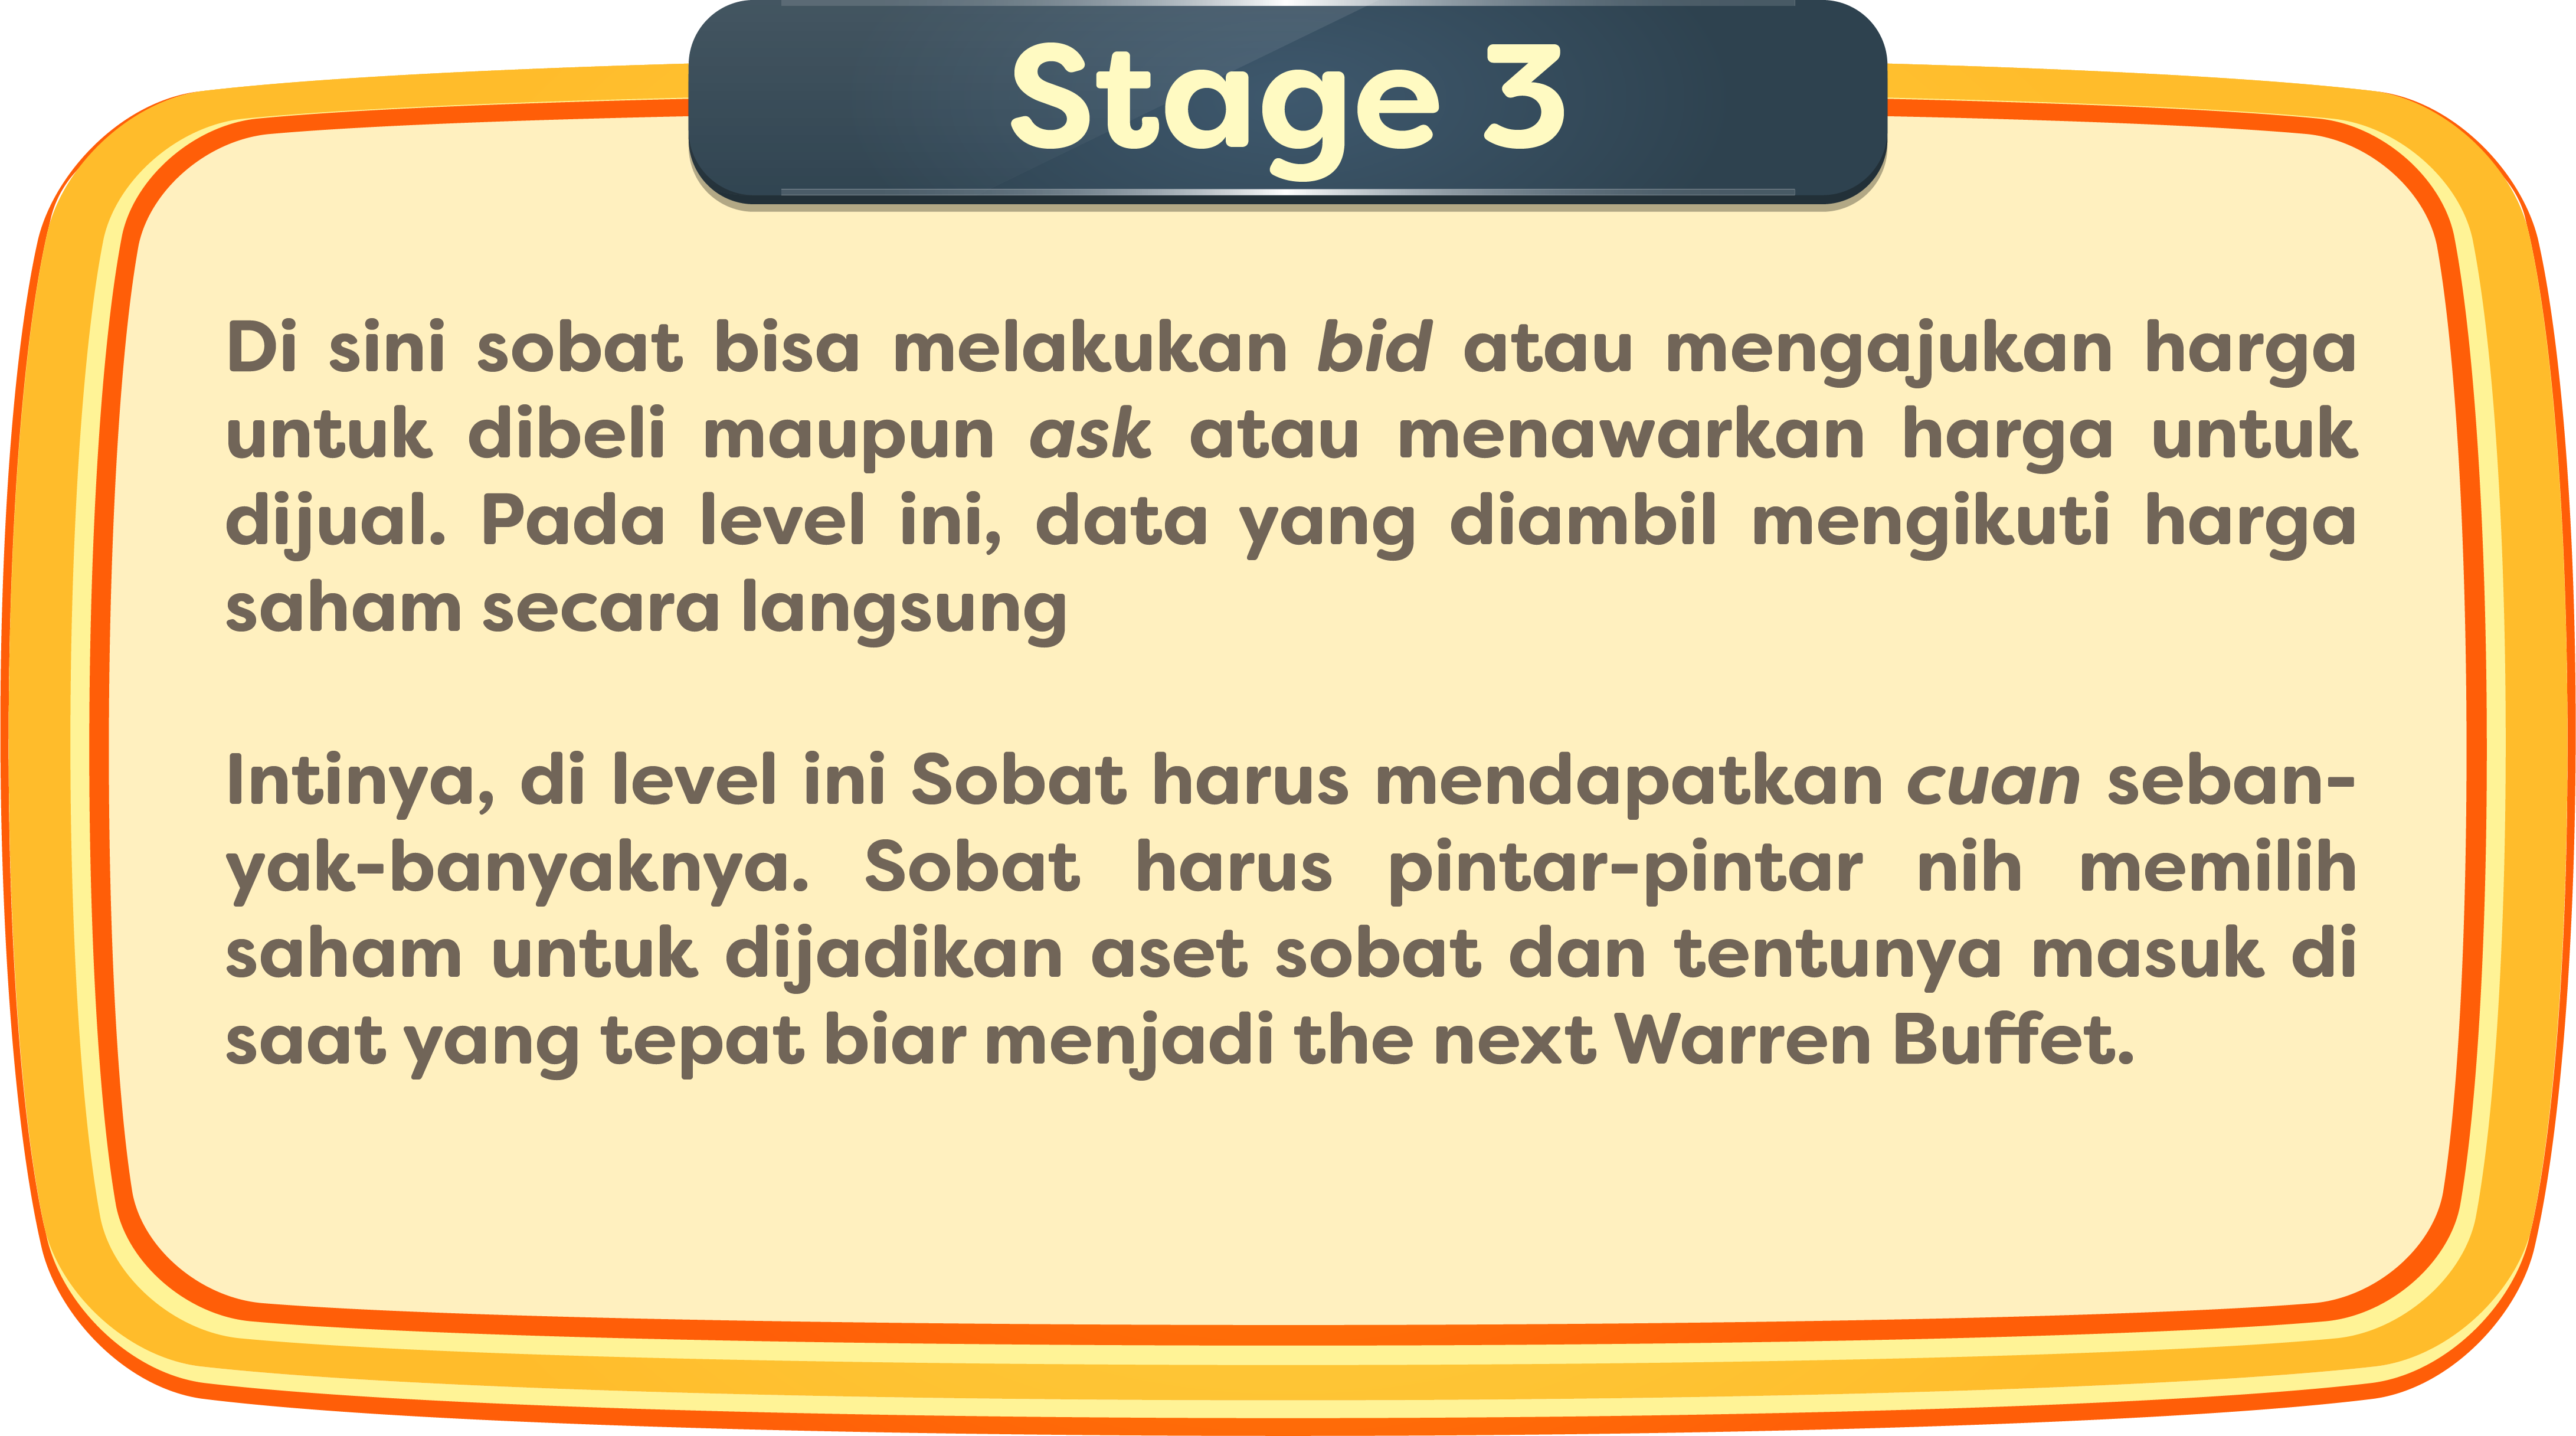 Stage 3
Di sini sobat bisa melakukan bid atau mengajukan harga
untuk dibeli maupun ask atau menawarkan harga untuk
dijual. Pada level ini, data yang diambil mengikuti harga
saham secara langsung
Intinya, di level ini Sobat harus mendapatkan cuan seban-
yak-banyaknya. Sobat harus pintar-pintar nih memilih
saham untuk dijadikan aset sobat dan tentunya masuk di
saat yang tepat biar menjadi the next Warren Buffet.